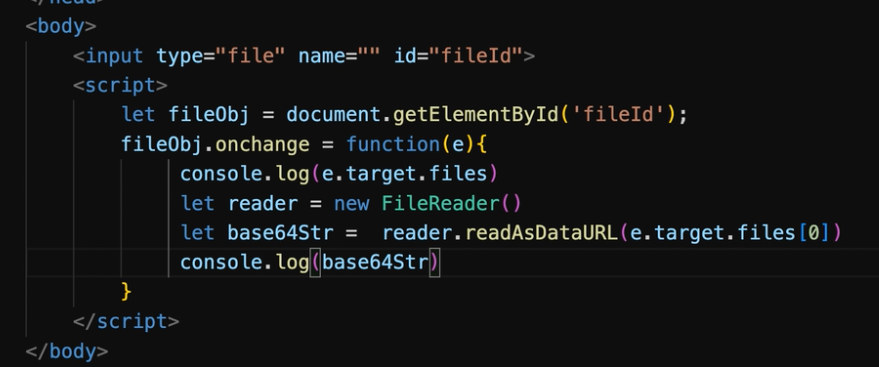 </head>
<body>
<input type="file" name="" id="fileId">
<script>
let fileObj = document.getElementById('fileId');
fileObj.onchange = function(e){
console.log(e.target.files)
let reader = new FileReader()
let base64Str =  reader.readAsDataURL(e.target.files[0])
console.log(base64Str)
}
</script>
</body>